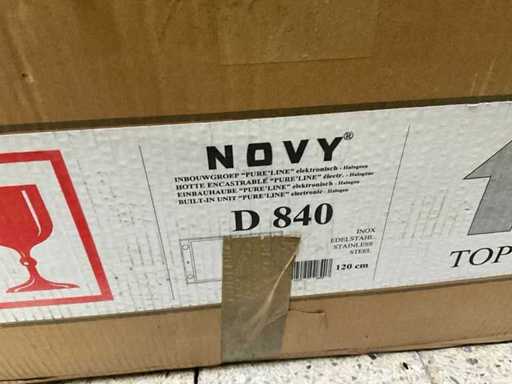 NOVY®
INBOUWGROEP "PURE'LINE" elektronisch - Halogeen
HOTTE ENCASTRABLE "PURE'LINE" électr. - Halogène
EINBAUHAUBE "PURE'LINE" elektronisch - Halogen
BUILT-IN UNIT "PURE'LINE" electronic - Halogen
D 840
INOX
EDELSTAHL
STAINLESS
STEEL
120 cm
TOP